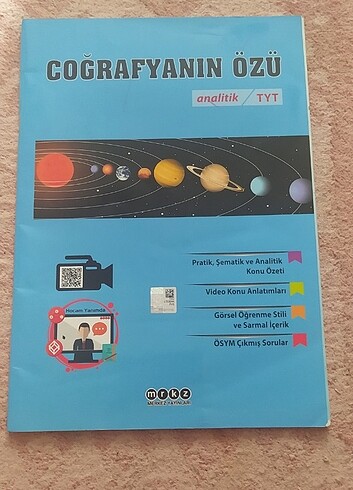 COĞRAFYANIN ÖZÜ
analitik / TYT
Pratik, Şematik ve Analitik
Konu Özeti
Video Konu Anlatımları
Görsel Öğrenme Stili
ve Sarmal İçerik
ÖSYM Çıkmış Sorular
Hocam Yanımda
mrkz
MERKEZ YAYINLARI